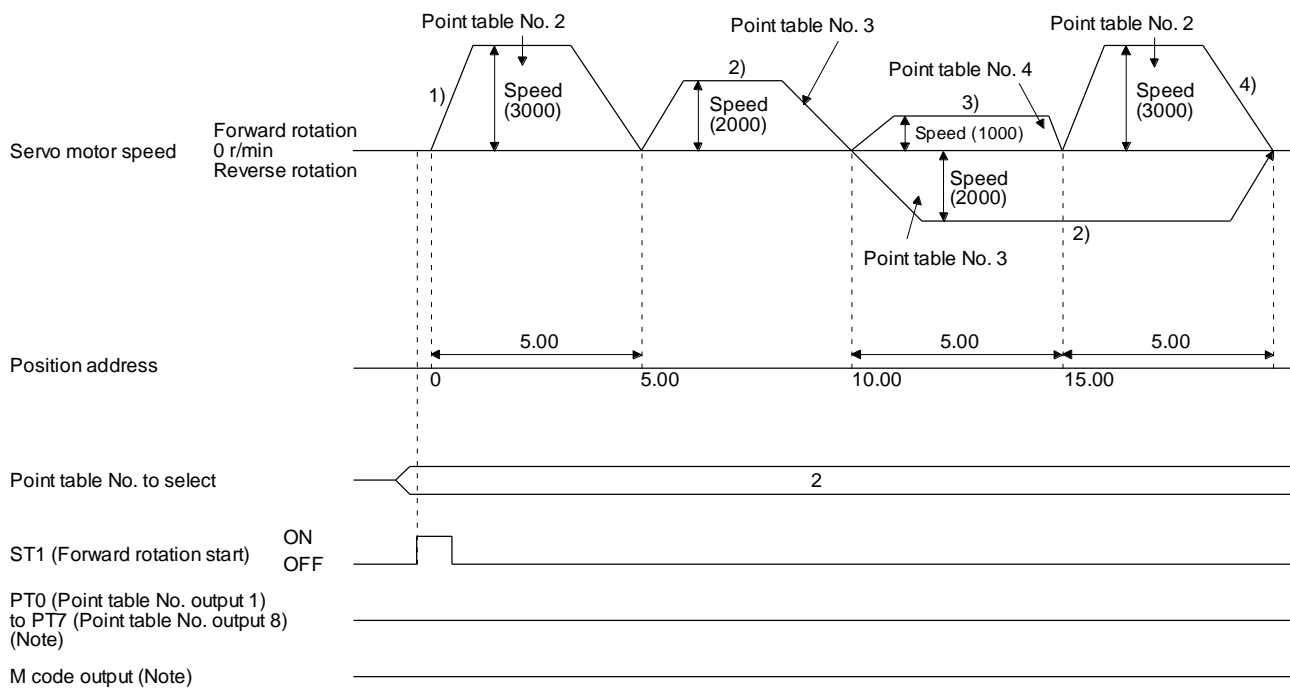 Point table No. 2
Point table No. 3
Point table No. 2
1)
Speed
(3000)
2)
Speed
(2000)
Point table No. 4
3)
Speed (1000)
Speed
(3000)
4)
Servo motor speed
Forward rotation
0 r/min
Reverse rotation
Speed
(2000)
2)
Point table No. 3
5.00
5.00
5.00
Position address
0
5.00
10.00
15.00
Point table No. to select
2
ST1 (Forward rotation start)
ON
OFF
PT0 (Point table No. output 1)
to PT7 (Point table No. output 8)
(Note)
M code output (Note)